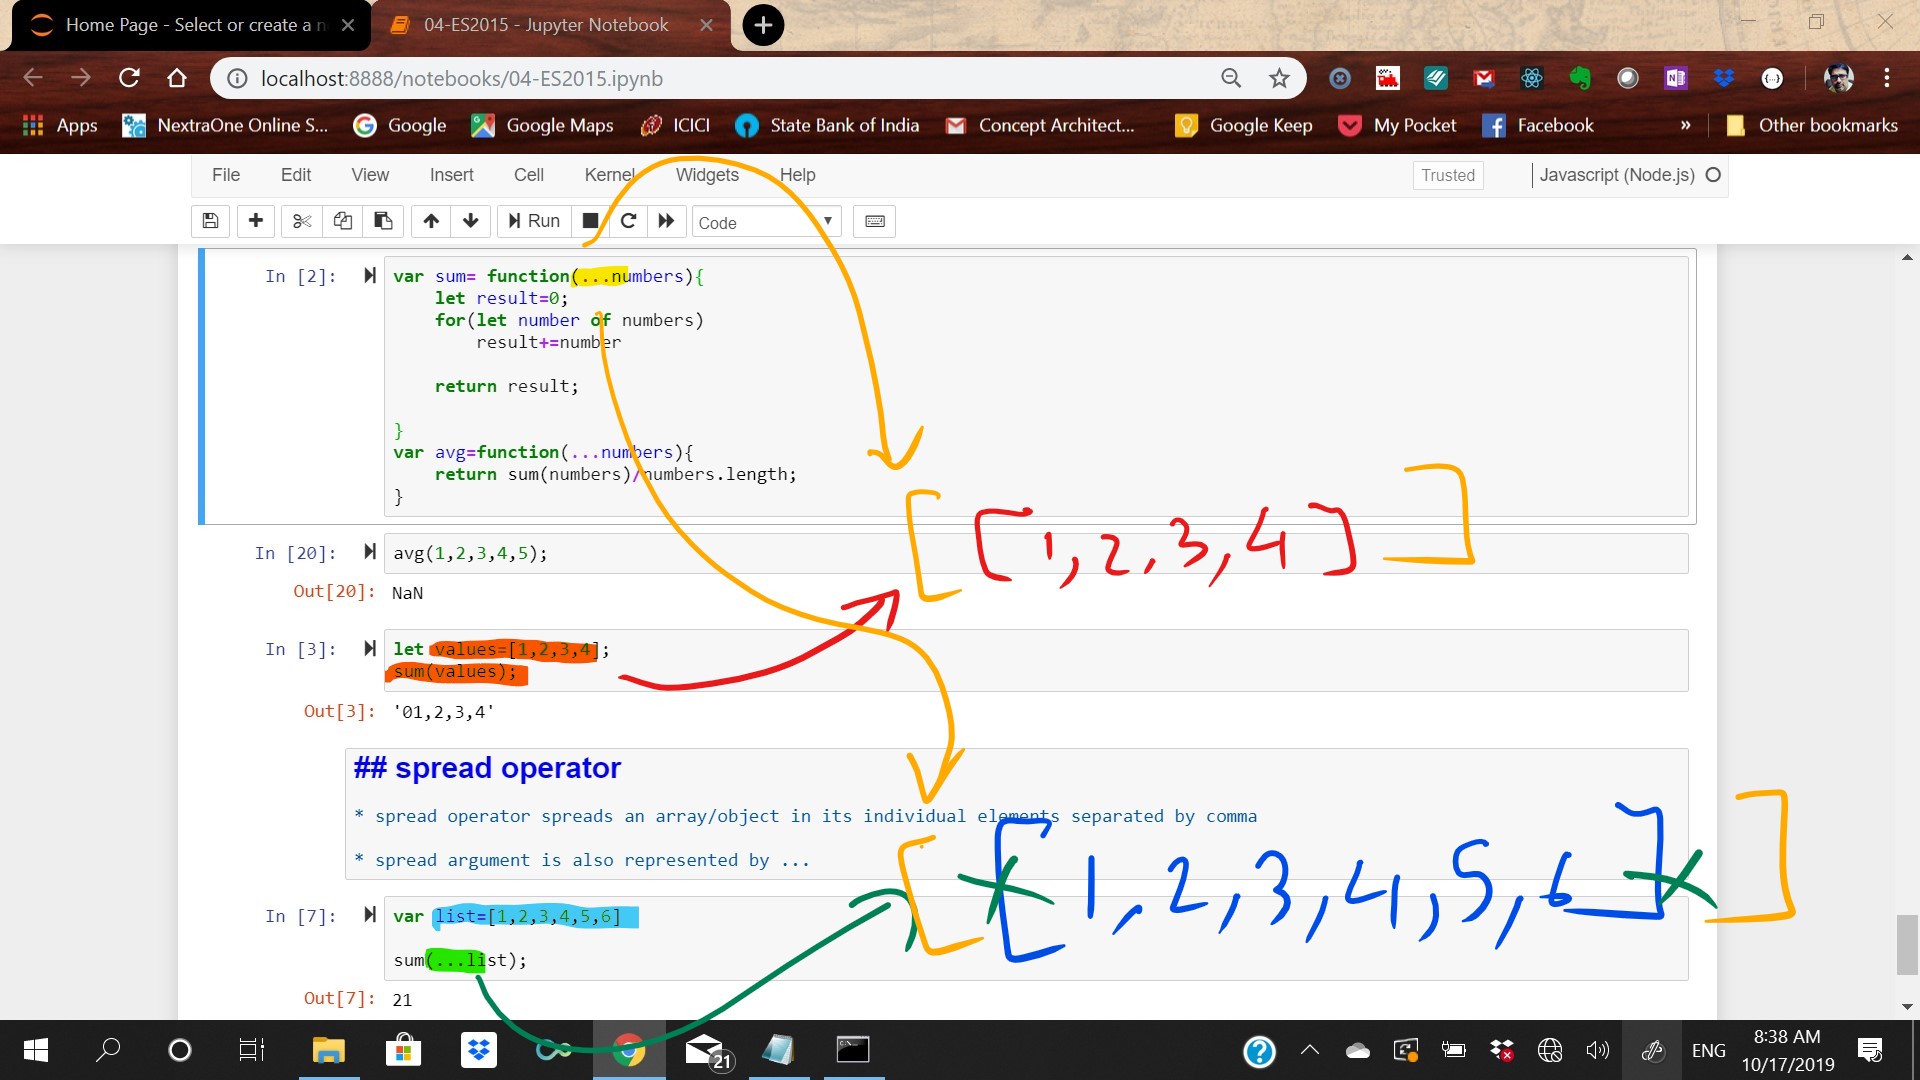 Home Page - Select or create a n
04-ES2015 - Jupyter Notebook
localhost:8888/notebooks/04-ES2015.ipynb
Apps
NextraOne Online S...
Google
Google Maps
ICICI
State Bank of India
Concept Architect...
Google Keep
My Pocket
Facebook
»
Other bookmarks
File Edit View Insert Cell Kernel Widgets Help
Trusted
Javascript (Node.js)
Run
Code
In [2]:
var sum= function(...numbers){
let result=0;
for(let number of numbers)
result+=number
return result;
}
var avg=function(...numbers){
return sum(numbers)/numbers.length;
}
[[1,2,3,4]]
In [20]:
avg(1,2,3,4,5);
Out[20]: NaN
In [3]:
let values=[1,2,3,4];
sum(values);
Out[3]: '01,2,3,4'
## spread operator
* spread operator spreads an array/object in its individual elements separated by comma
* spread argument is also represented by ...
[[1,2,3,4,5,6]]
In [7]:
var list=[1,2,3,4,5,6]
sum(...list);
Out[7]: 21
21
ENG
8:38 AM
10/17/2019